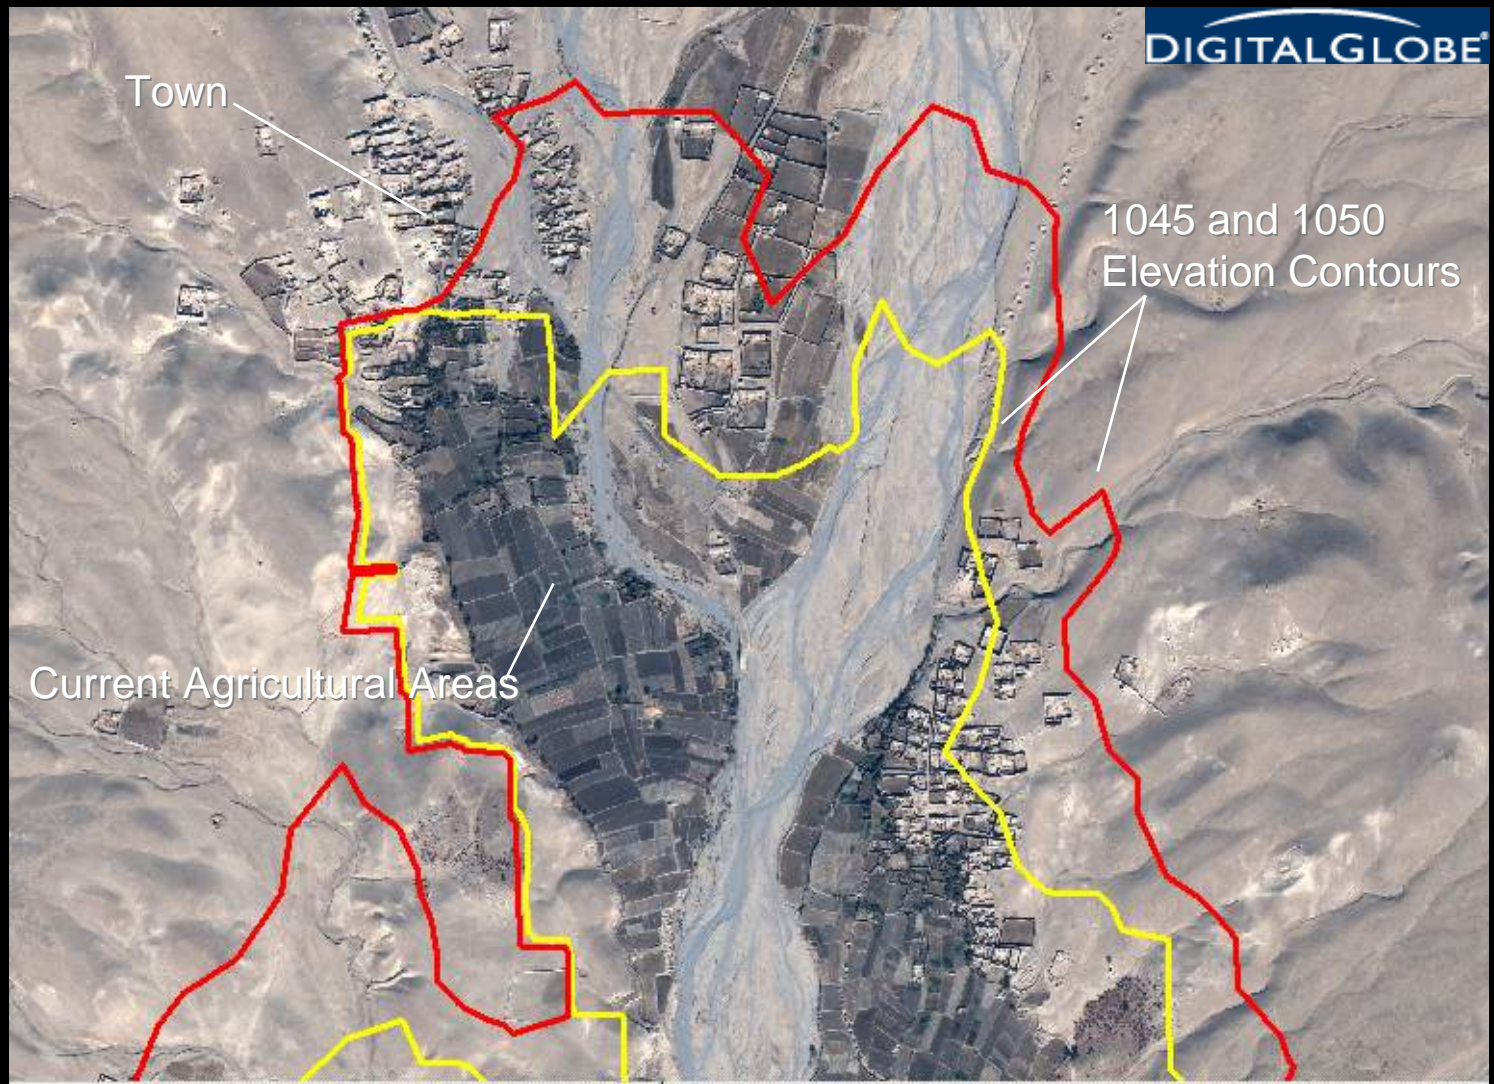 DIGITALGLOBE®
Town
1045 and 1050
Elevation Contours
Current Agricultural Areas